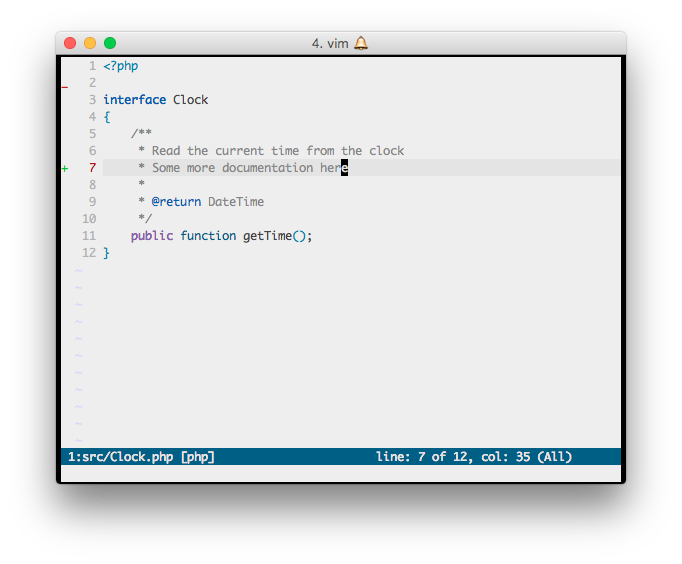 4. vim 🔔
1 <?php
_ 2
3 interface Clock
4 {
5     /**
6      * Read the current time from the clock
+ 7      * Some more documentation here
8      *
9      * @return DateTime
10      */
11     public function getTime();
12 }
~
~
~
~
~
~
~
~
~
~
~
1:src/Clock.php [php] line: 7 of 12, col: 35 (All)